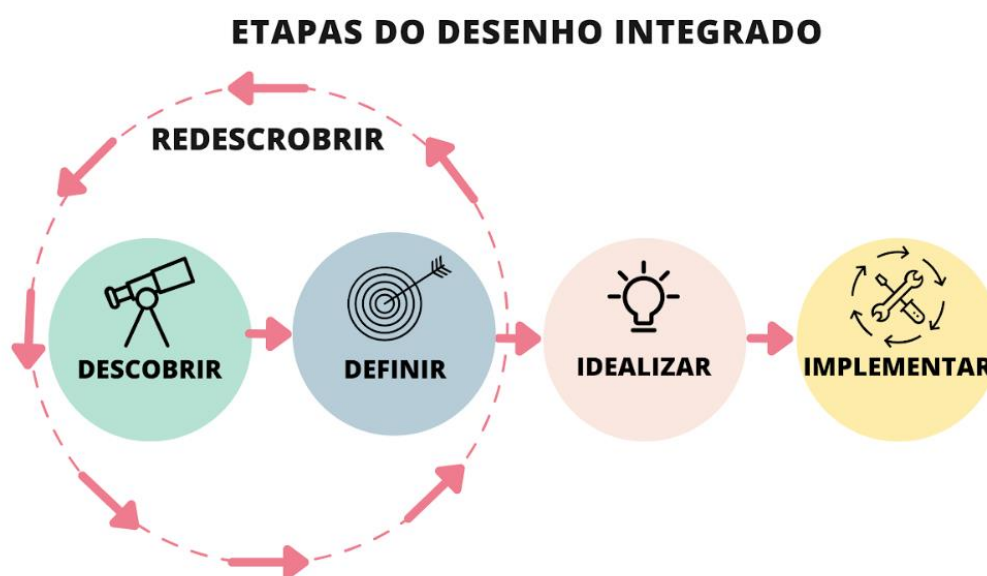 ETAPAS DO DESENHO INTEGRADO
REDESCROBRIR
DESCOBRIR
DEFINIR
IDEALIZAR
IMPLEMENTAR